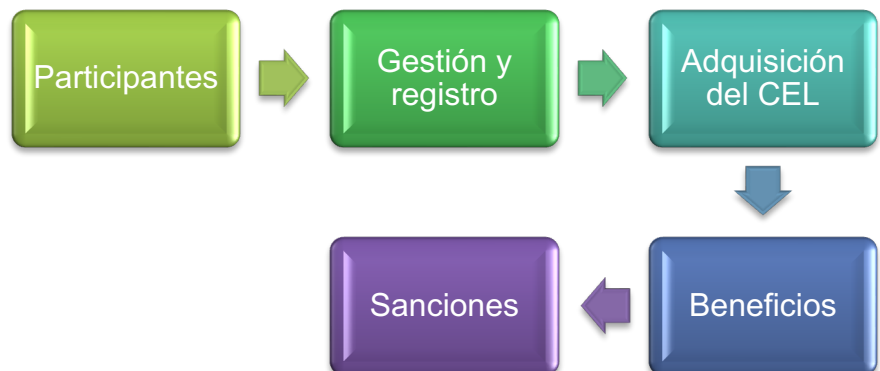 Participantes
Gestión y
registro
Adquisición
del CEL
Beneficios
Sanciones